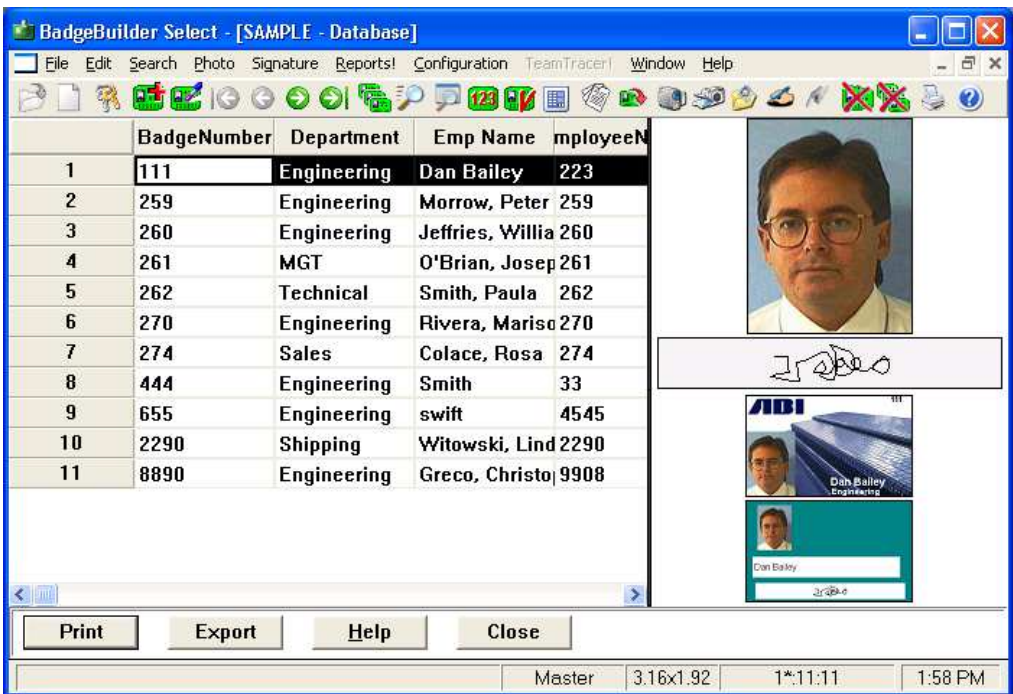 BadgeBuilder Select - [SAMPLE - Database]
File Edit Search Photo Signature Reports! Configuration TeamTracer! Window Help
123
BadgeNumber Department Emp Name mployeeN
1 111 Engineering Dan Bailey 223
2 259 Engineering Morrow, Peter 259
3 260 Engineering Jeffries, Willia 260
4 261 MGT O'Brian, Josep 261
5 262 Technical Smith, Paula 262
6 270 Engineering Rivera, Mariso 270
7 274 Sales Colace, Rosa 274
8 444 Engineering Smith 33
9 655 Engineering swift 4545
10 2290 Shipping Witowski, Lind 2290
11 8890 Engineering Greco, Christo 9908
ABI 111
Dan Bailey
Engineering
Dan Bailey
Print Export Help Close
Master 3.16x1.92 1*:11:11 1:58 PM